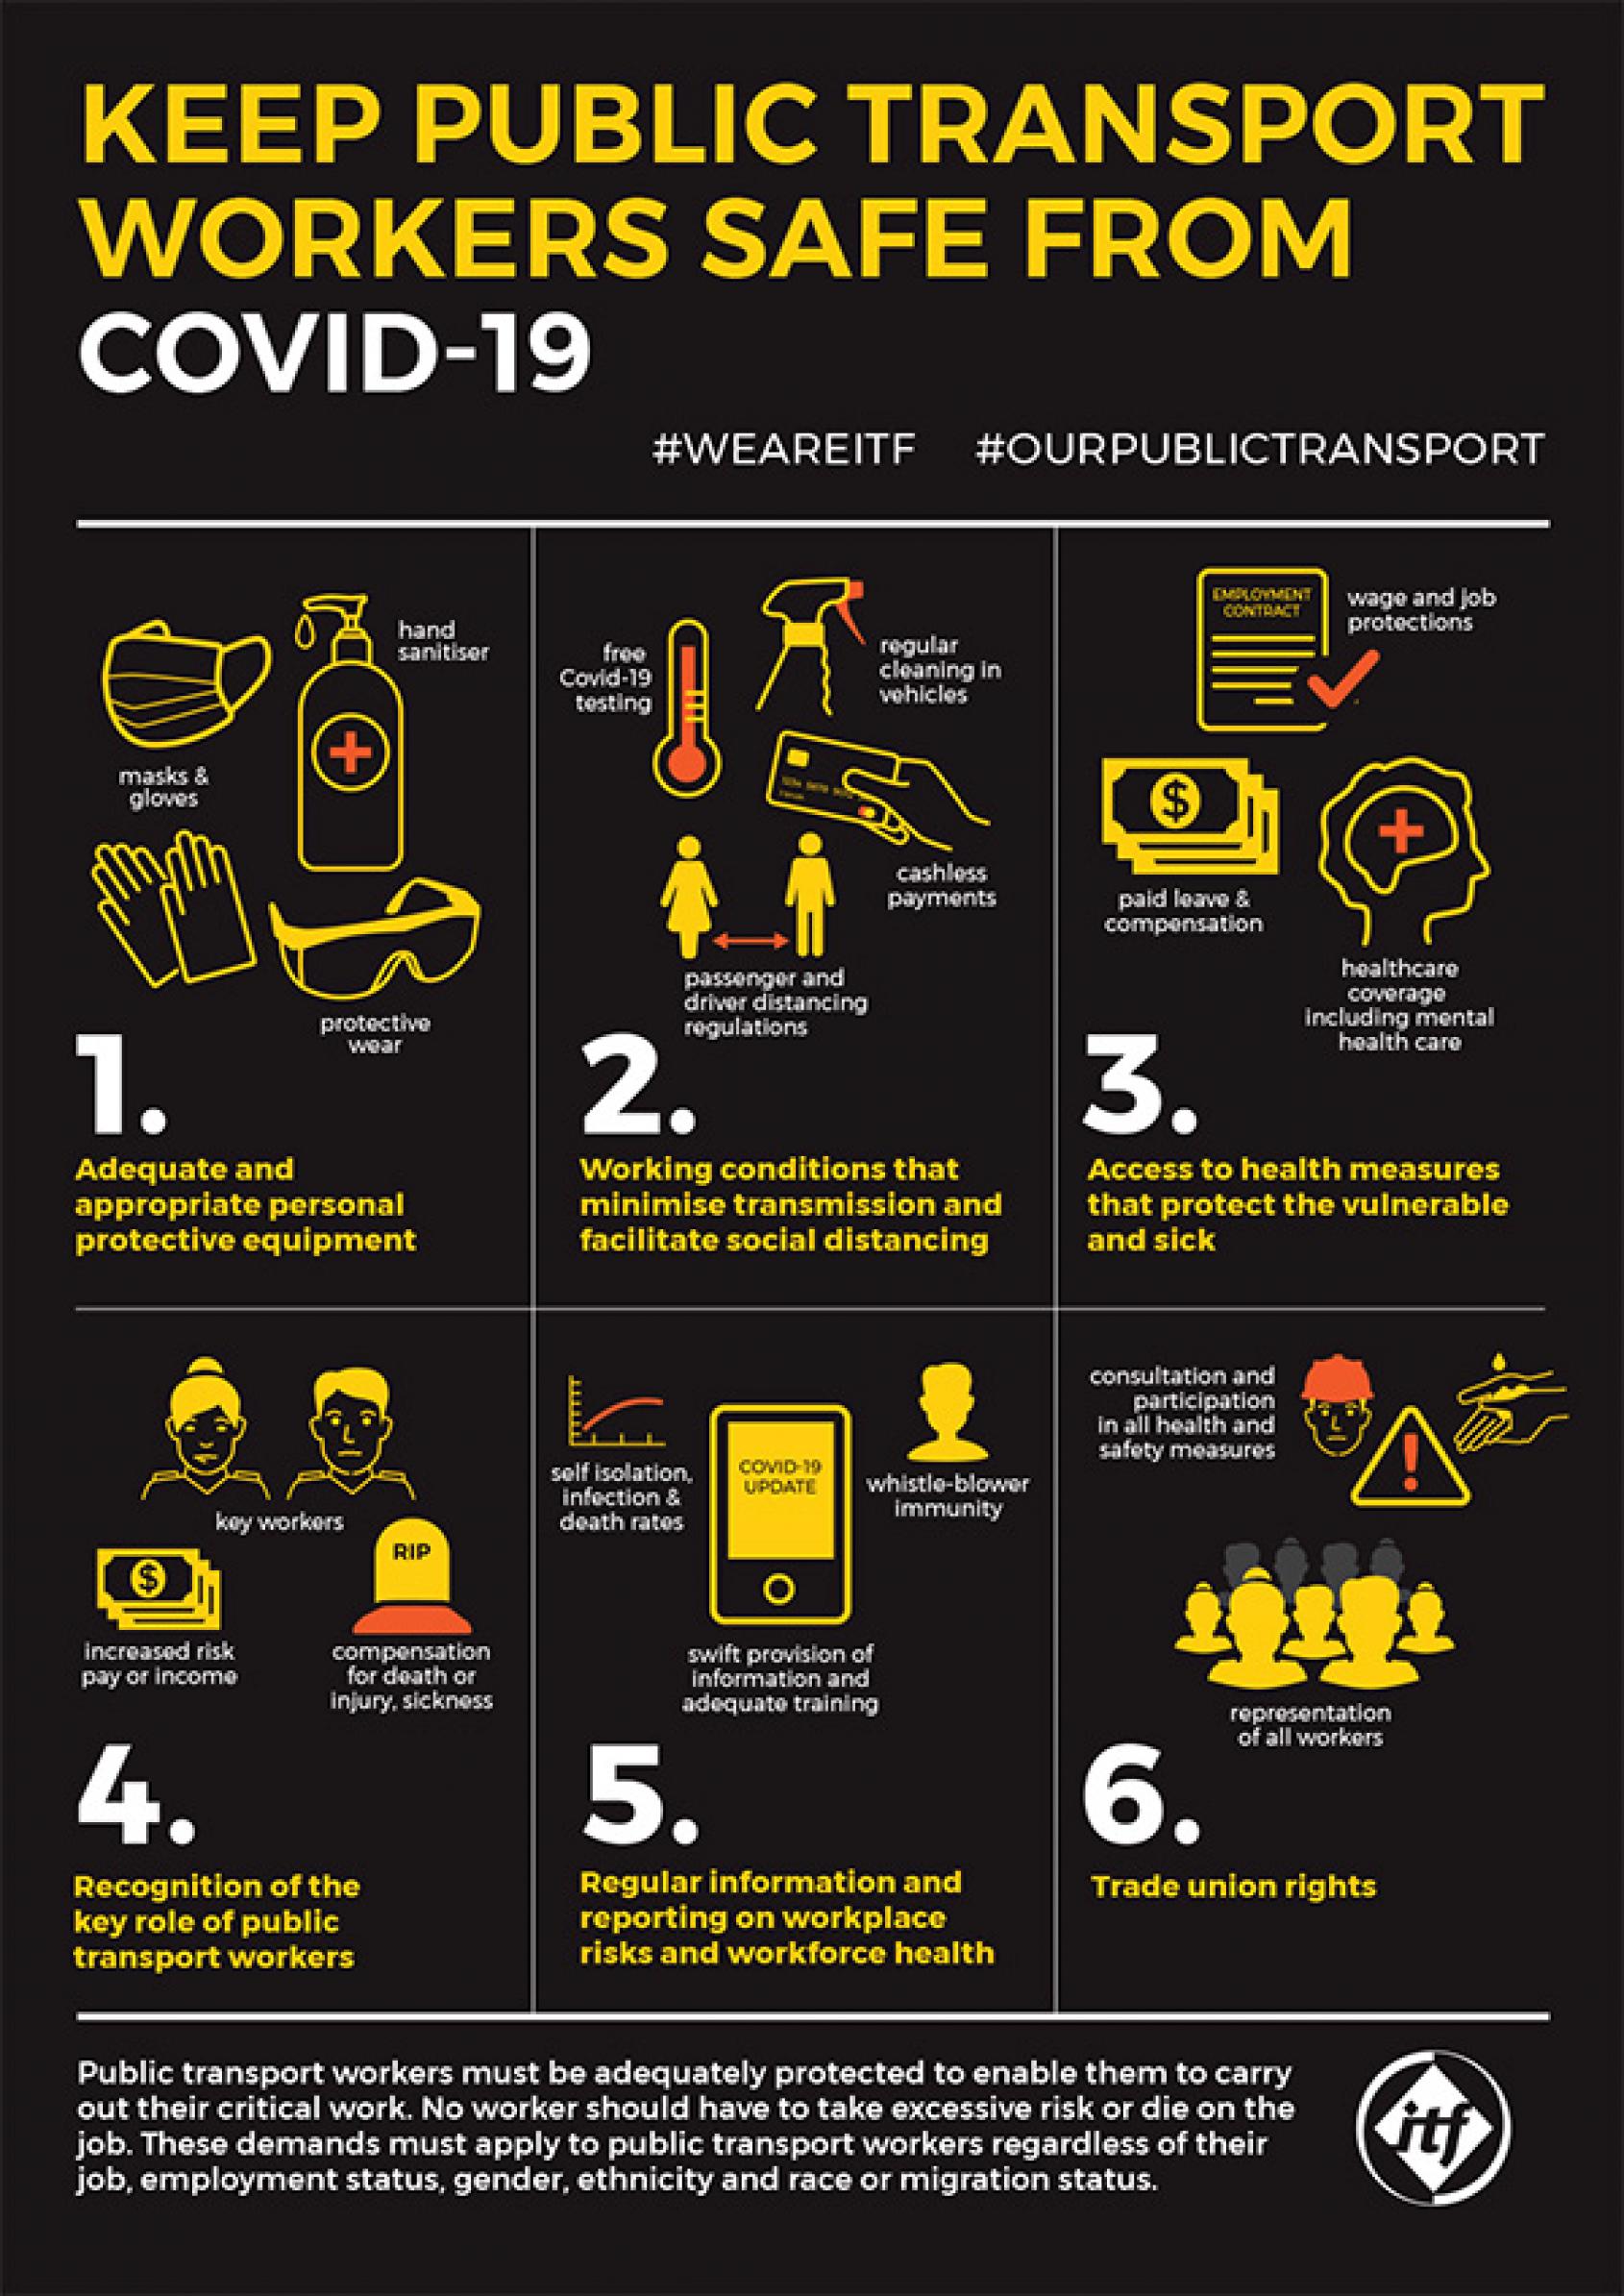 KEEP PUBLIC TRANSPORT
WORKERS SAFE FROM
COVID-19
#WEAREITF #OURPUBLICTRANSPORT
hand
sanitiser
masks &
gloves
protective
wear
1.
Adequate and
appropriate personal
protective equipment
free
Covid-19
testing
regular
cleaning in
vehicles
cashless
payments
passenger and
driver distancing
regulations
2.
Working conditions that
minimise transmission and
facilitate social distancing
EMPLOYMENT
CONTRACT
wage and job
protections
$
paid leave &
compensation
healthcare
coverage
including mental
health care
3.
Access to health measures
that protect the vulnerable
and sick
key workers
$
increased risk
pay or income
RIP
compensation
for death or
injury, sickness
4.
Recognition of the
key role of public
transport workers
self isolation,
infection &
death rates
COVID-19
UPDATE
whistle-blower
immunity
swift provision of
information and
adequate training
5.
Regular information and
reporting on workplace
risks and workforce health
consultation and
participation
in all health and
safety measures
!
representation
of all workers
6.
Trade union rights
Public transport workers must be adequately protected to enable them to carry
out their critical work. No worker should have to take excessive risk or die on the
job. These demands must apply to public transport workers regardless of their
job, employment status, gender, ethnicity and race or migration status.
itf